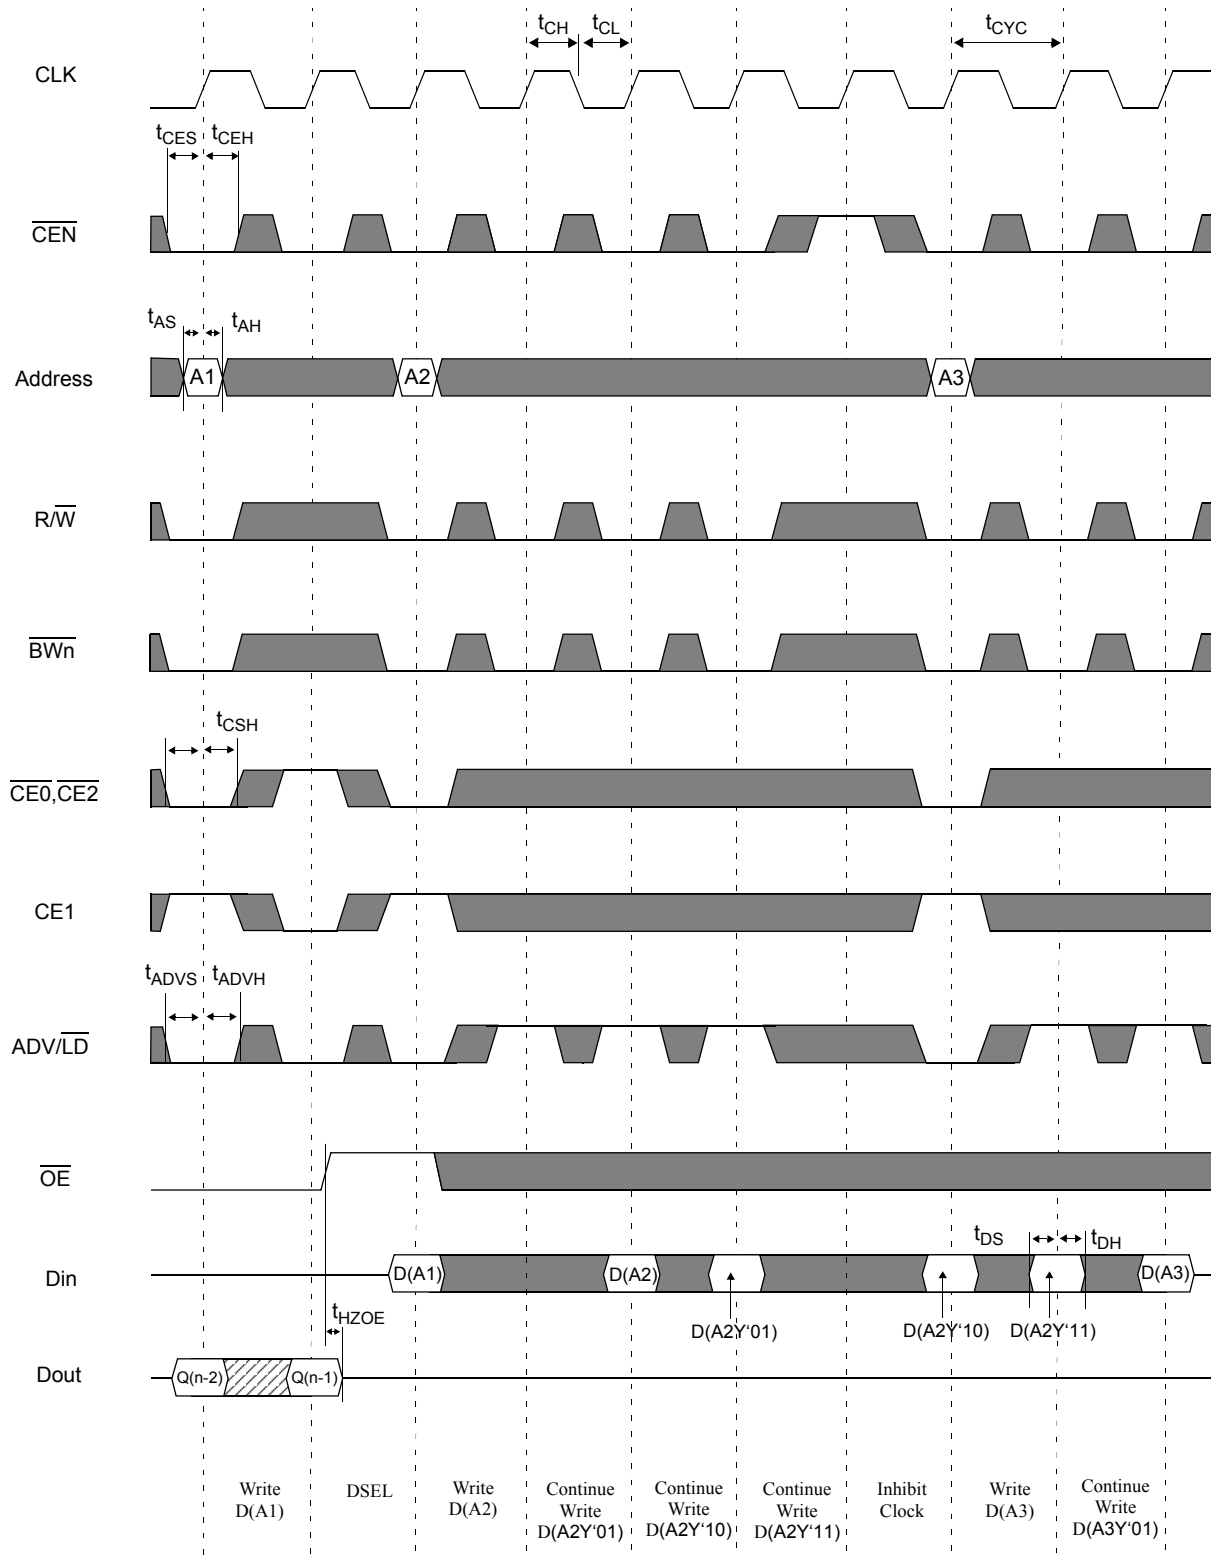 tCH tCL tCYC
CLK
tCES tCEH
CEN
tAS tAH
Address A1 A2 A3
R/W
BWn
tCSH
CE0,CE2
CE1
tADVS tADVH
ADV/LD
OE
tDS tDH
Din D(A1) D(A2) D(A3)
tHZOE D(A2Y‘01) D(A2Y‘10) D(A2Y‘11)
Dout Q(n-2) Q(n-1)
Write
D(A1)
DSEL
Write
D(A2)
Continue
Write
D(A2Y‘01)
Continue
Write
D(A2Y‘10)
Continue
Write
D(A2Y‘11)
Inhibit
Clock
Write
D(A3)
Continue
Write
D(A3Y‘01)